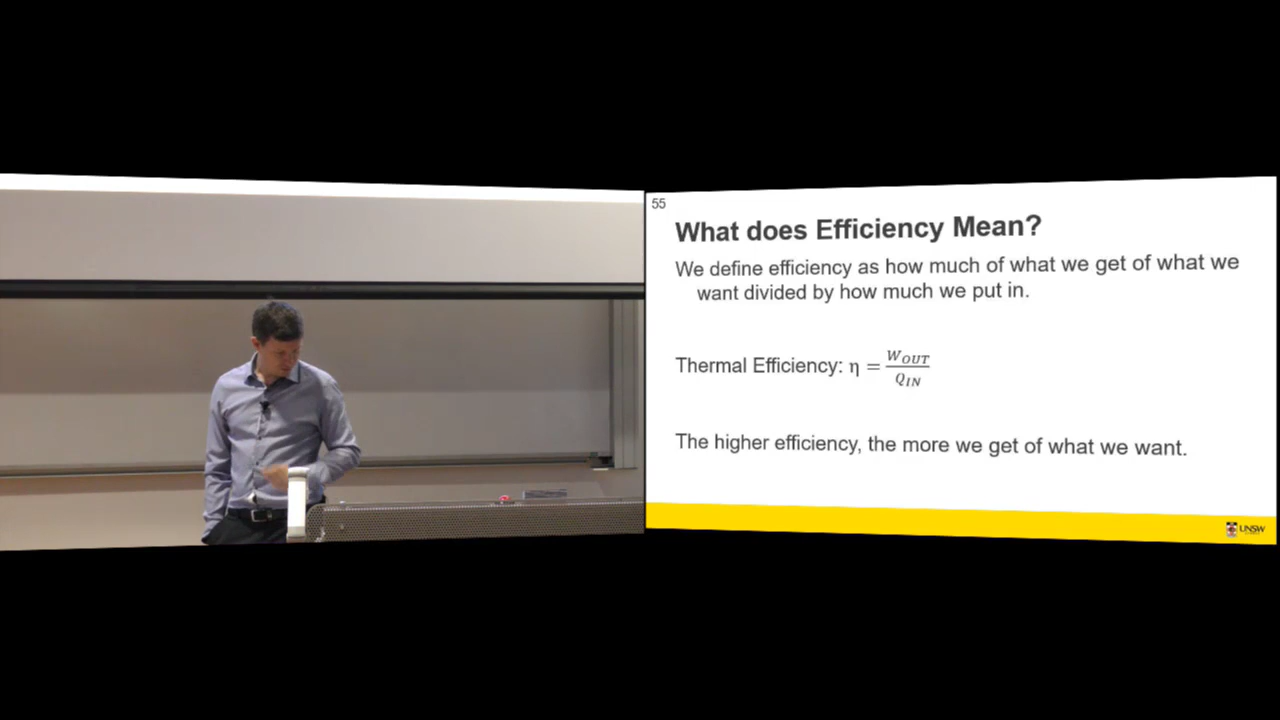 55
What does Efficiency Mean?
We define efficiency as how much of what we get of what we
want divided by how much we put in.
Thermal Efficiency: η = W_OUT / Q_IN
The higher efficiency, the more we get of what we want.
UNSW